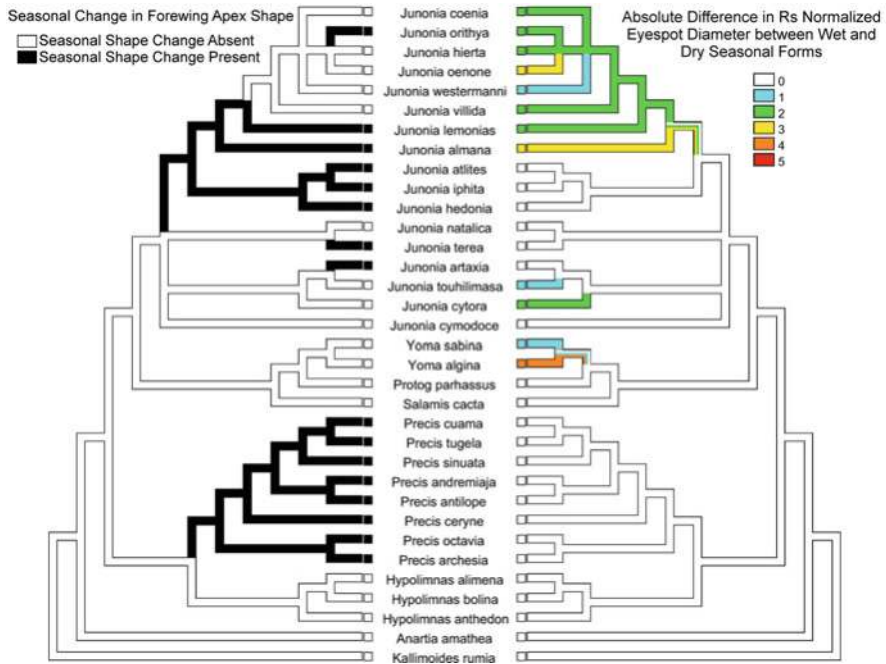 Seasonal Change in Forewing Apex Shape
Seasonal Shape Change Absent
Seasonal Shape Change Present
Absolute Difference in Rs Normalized
Eyespot Diameter between Wet and
Dry Seasonal Forms
0
1
2
3
4
5
Junonia coenia
Junonia orithya
Junonia hierta
Junonia oenone
Junonia westermanni
Junonia villida
Junonia lemonias
Junonia almana
Junonia atlites
Junonia iphita
Junonia hedonia
Junonia natalica
Junonia terea
Junonia artaxia
Junonia touhilimasa
Junonia cytora
Junonia cymodoce
Yoma sabina
Yoma algina
Protog parhassus
Salamis cacta
Precis cuama
Precis tugela
Precis sinuata
Precis andremiaja
Precis antilope
Precis ceryne
Precis octavia
Precis archesia
Hypolimnas alimena
Hypolimnas bolina
Hypolimnas anthedon
Anartia amathea
Kallimoides rumia